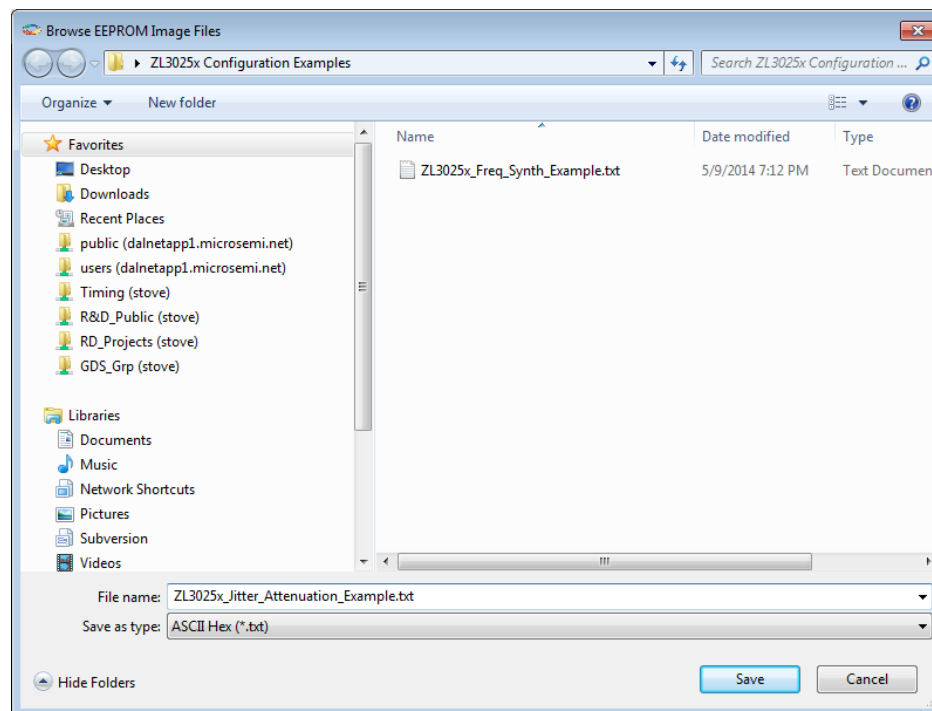 Browse EEPROM Image Files
ZL3025x Configuration Examples
Search ZL3025x Configuration ...
Organize
New folder
Name
Date modified
Type
ZL3025x_Freq_Synth_Example.txt
5/9/2014 7:12 PM
Text Documen
Favorites
Desktop
Downloads
Recent Places
public (dalnetapp1.microsemi.net)
users (dalnetapp1.microsemi.net)
Timing (stove)
R&D_Public (stove)
RD_Projects (stove)
GDS_Grp (stove)
Libraries
Documents
Music
Network Shortcuts
Pictures
Subversion
Videos
File name: ZL3025x_Jitter_Attenuation_Example.txt
Save as type: ASCII Hex (*.txt)
Hide Folders
Save
Cancel